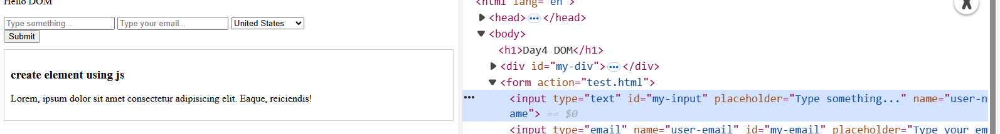 Hello DOM
Type something... Type your email... United States
Submit
create element using js
Lorem, ipsum dolor sit amet consectetur adipisicing elit. Eaque, reiciendis!
<html lang="en">
<head>•••</head>
<body>
<h1>Day4 DOM</h1>
<div id="my-div">•••</div>
<form action="test.html">
••• <input type="text" id="my-input" placeholder="Type something..." name="user-n
ame"> == $0
<input type="email" name="user-email" id="my-email" placeholder="Type your em